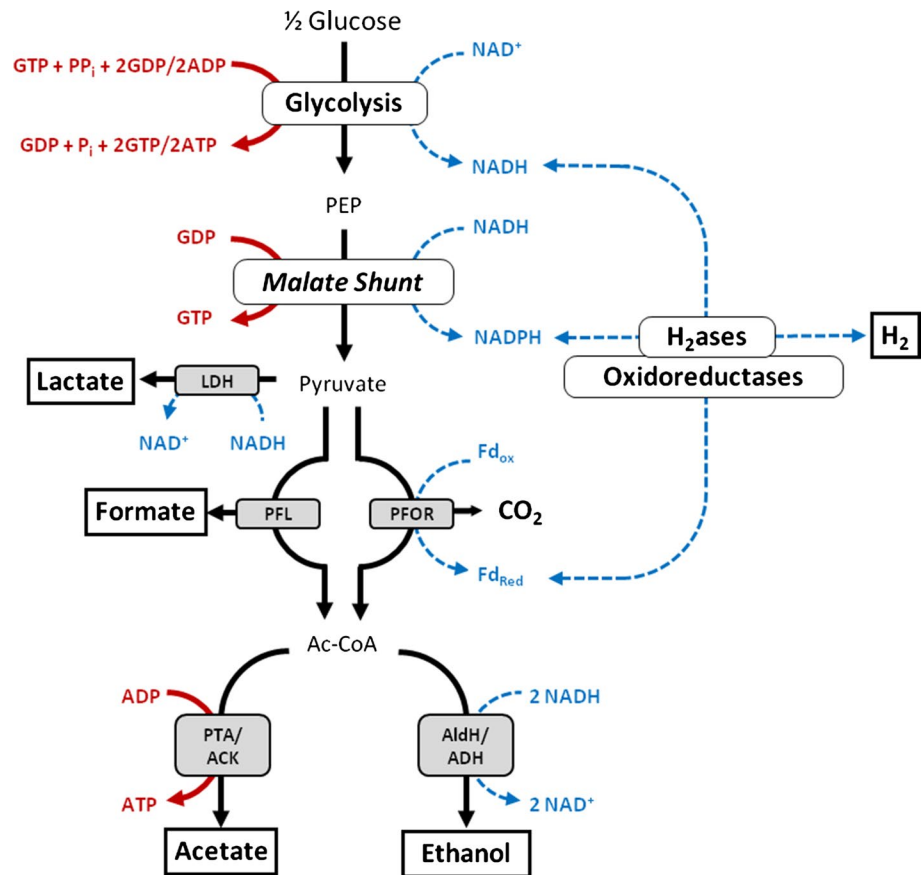 ½ Glucose
NAD⁺
GTP + PPᵢ + 2GDP/2ADP
Glycolysis
GDP + Pᵢ + 2GTP/2ATP
NADH
PEP
GDP
NADH
Malate Shunt
GTP
NADPH
H₂ases
H₂
Oxidoreductases
Lactate
LDH
Pyruvate
NAD⁺
NADH
Fdₒₓ
Formate
PFL
PFOR
CO₂
Fd_Red
Ac-CoA
ADP
2 NADH
PTA/
ACK
AldH/
ADH
ATP
2 NAD⁺
Acetate
Ethanol